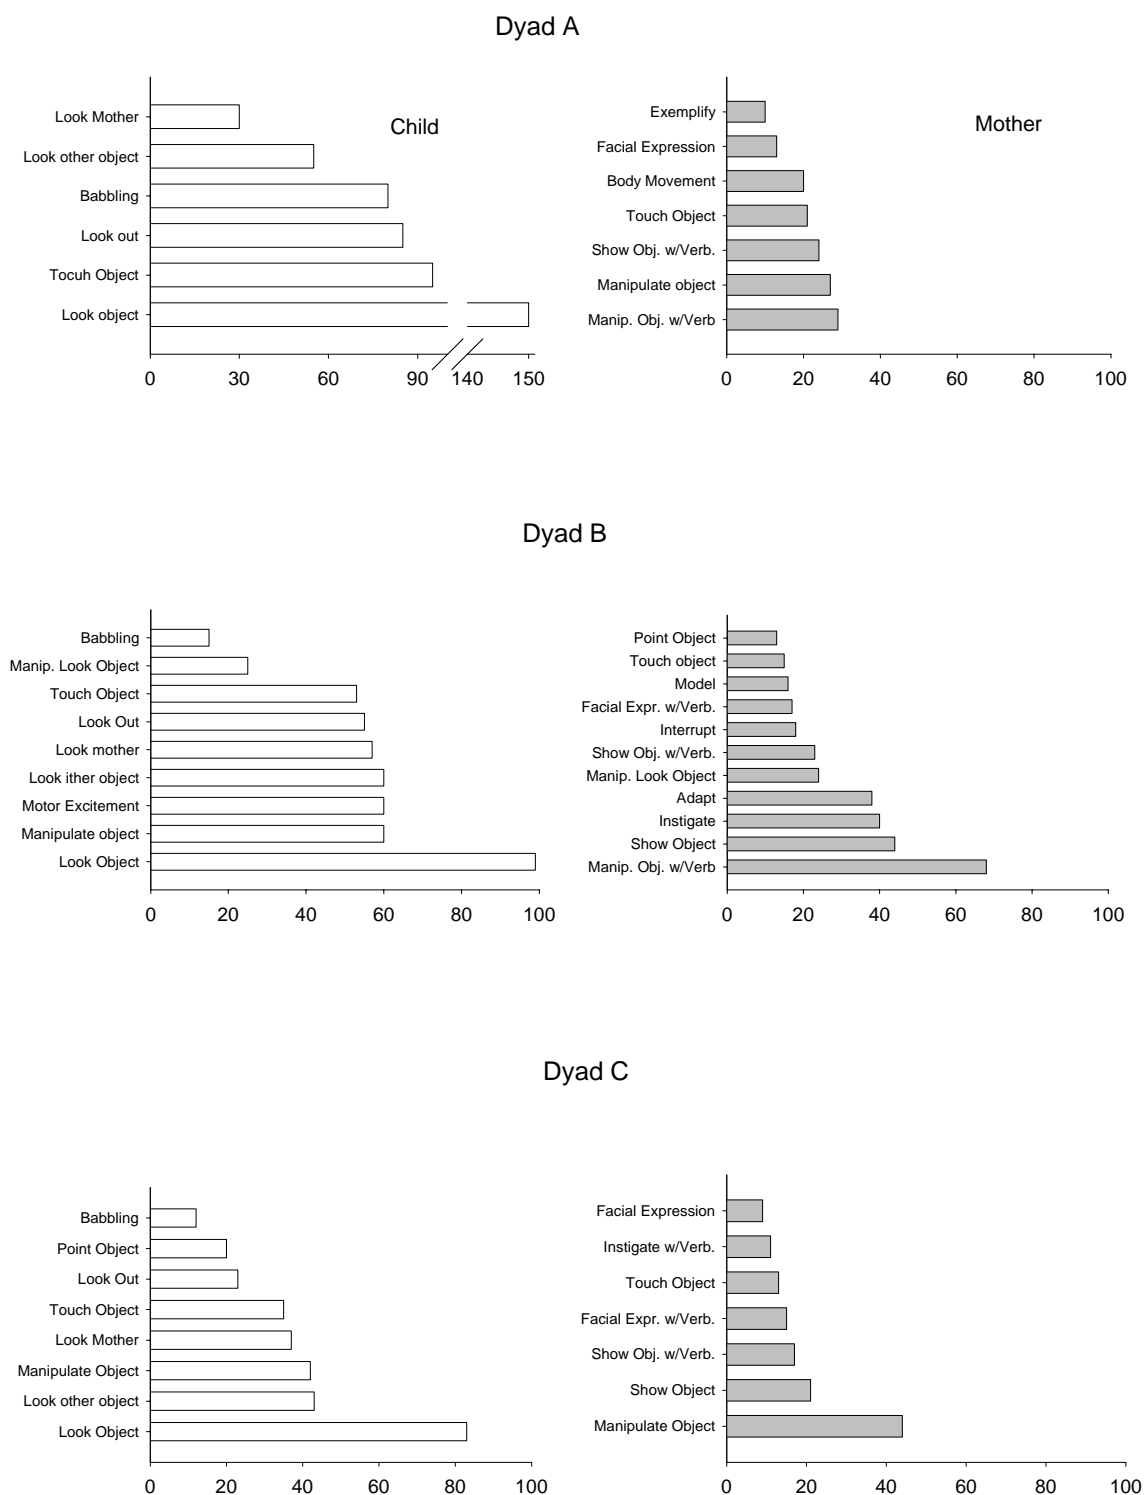 Dyad A
Child
Look Mother
Look other object
Babbling
Look out
Tocuh Object
Look object
0 30 60 90 140 150
Mother
Exemplify
Facial Expression
Body Movement
Touch Object
Show Obj. w/Verb.
Manipulate object
Manip. Obj. w/Verb
0 20 40 60 80 100
Dyad B
Babbling
Manip. Look Object
Touch Object
Look Out
Look mother
Look ither object
Motor Excitement
Manipulate object
Look Object
0 20 40 60 80 100
Point Object
Touch object
Model
Facial Expr. w/Verb.
Interrupt
Show Obj. w/Verb.
Manip. Look Object
Adapt
Instigate
Show Object
Manip. Obj. w/Verb
0 20 40 60 80 100
Dyad C
Babbling
Point Object
Look Out
Touch Object
Look Mother
Manipulate Object
Look other object
Look Object
0 20 40 60 80 100
Facial Expression
Instigate w/Verb.
Touch Object
Facial Expr. w/Verb.
Show Obj. w/Verb.
Show Object
Manipulate Object
0 20 40 60 80 100